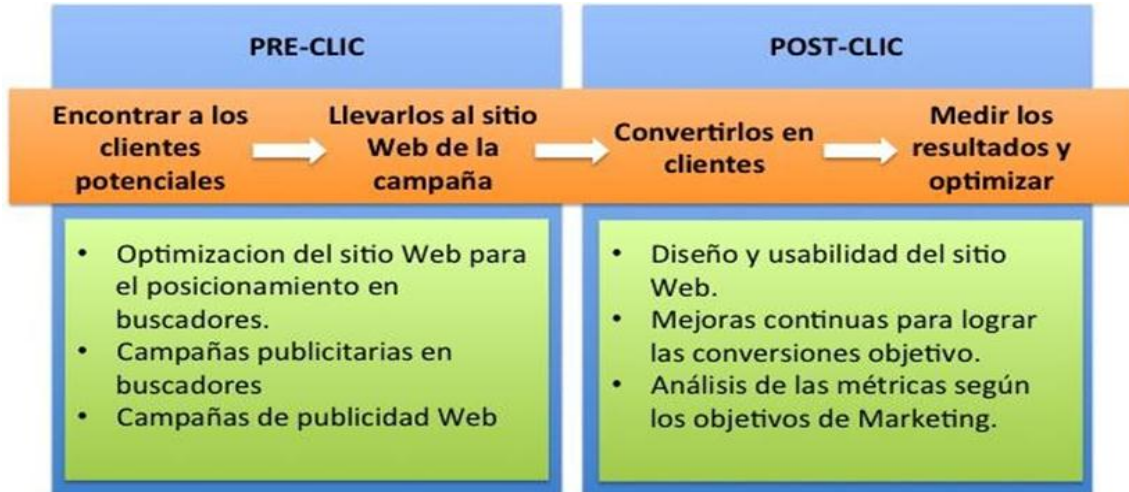 PRE-CLIC
POST-CLIC
Encontrar a los
clientes
potenciales
Llevarlos al sitio
Web de la
campaña
Convertirlos en
clientes
Medir los
resultados y
optimizar
• Optimizacion del sitio Web para
el posicionamiento en
buscadores.
• Campañas publicitarias en
buscadores
• Campañas de publicidad Web
• Diseño y usabilidad del sitio
Web.
• Mejoras continuas para lograr
las conversiones objetivo.
• Análisis de las métricas según
los objetivos de Marketing.